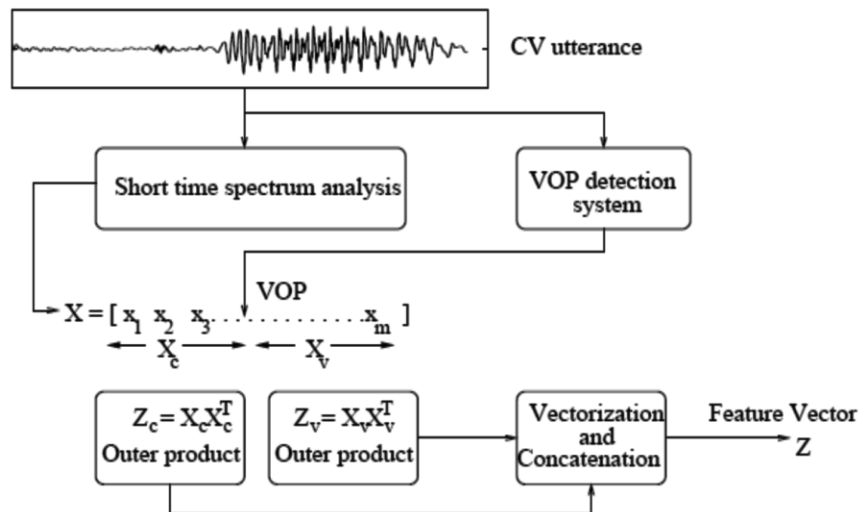 CV utterance
Short time spectrum analysis
VOP detection
system
VOP
X = [ x1 x2 x3. . . . . . . . . . . . . .xm ]
Xc Xv
Zc = XcXcT
Outer product
Zv = XvXvT
Outer product
Vectorization
and
Concatenation
Feature Vector
Z